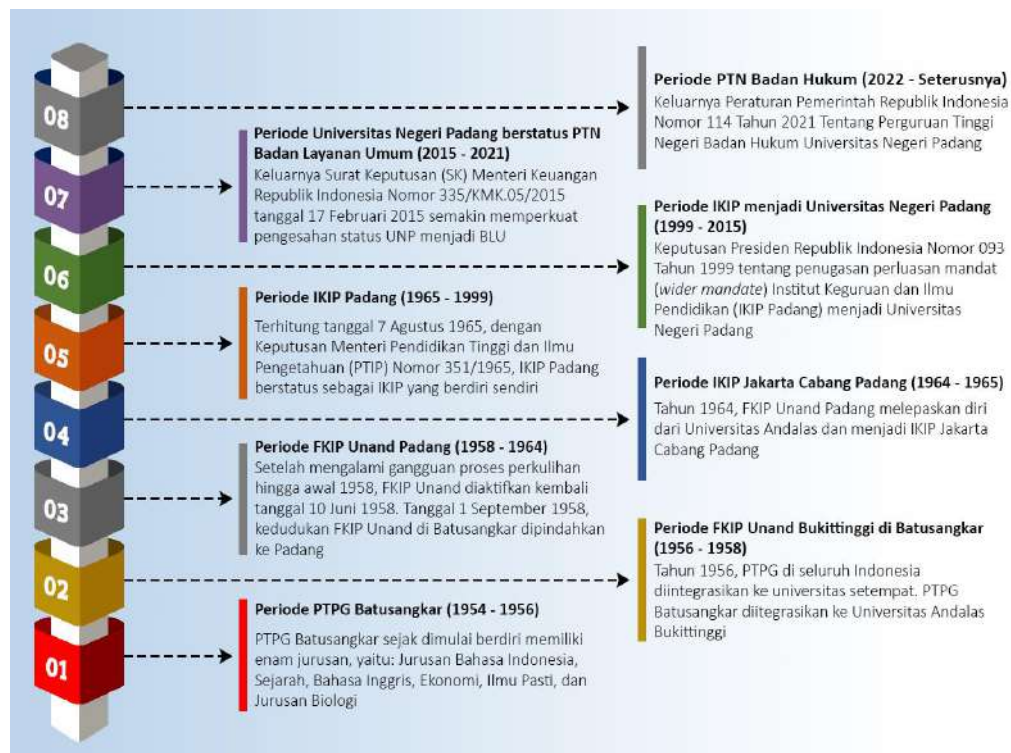 08
Periode PTN Badan Hukum (2022 - Seterusnya)
Keluarnya Peraturan Pemerintah Republik Indonesia
Nomor 114 Tahun 2021 Tentang Perguruan Tinggi
Negeri Badan Hukum Universitas Negeri Padang
07
Periode Universitas Negeri Padang berstatus PTN
Badan Layanan Umum (2015 - 2021)
Keluarnya Surat Keputusan (SK) Menteri Keuangan
Republik Indonesia Nomor 335/KMK.05/2015
tanggal 17 Februari 2015 semakin memperkuat
pengesahan status UNP menjadi BLU
06
Periode IKIP menjadi Universitas Negeri Padang
(1999 - 2015)
Keputusan Presiden Republik Indonesia Nomor 093
Tahun 1999 tentang penugasan perluasan mandat
(wider mandate) Institut Keguruan dan Ilmu
Pendidikan (IKIP Padang) menjadi Universitas
Negeri Padang
05
Periode IKIP Padang (1965 - 1999)
Terhitung tanggal 7 Agustus 1965, dengan
Keputusan Menteri Pendidikan Tinggi dan Ilmu
Pengetahuan (PTIP) Nomor 351/1965, IKIP Padang
berstatus sebagai IKIP yang berdiri sendiri
04
Periode IKIP Jakarta Cabang Padang (1964 - 1965)
Tahun 1964, FKIP Unand Padang melepaskan diri
dari Universitas Andalas dan menjadi IKIP Jakarta
Cabang Padang
03
Periode FKIP Unand Padang (1958 - 1964)
Setelah mengalami gangguan proses perkulihan
hingga awal 1958, FKIP Unand diaktifkan kembali
tanggal 10 Juni 1958. Tanggal 1 September 1958,
kedudukan FKIP Unand di Batusangkar dipindahkan
ke Padang
02
Periode FKIP Unand Bukittinggi di Batusangkar
(1956 - 1958)
Tahun 1956, PTPG di seluruh Indonesia
diintegrasikan ke universitas setempat. PTPG
Batusangkar diitegrasikan ke Universitas Andalas
Bukittinggi
01
Periode PTPG Batusangkar (1954 - 1956)
PTPG Batusangkar sejak dimulai berdiri memiliki
enam jurusan, yaitu: Jurusan Bahasa Indonesia,
Sejarah, Bahasa Inggris, Ekonomi, Ilmu Pasti, dan
Jurusan Biologi